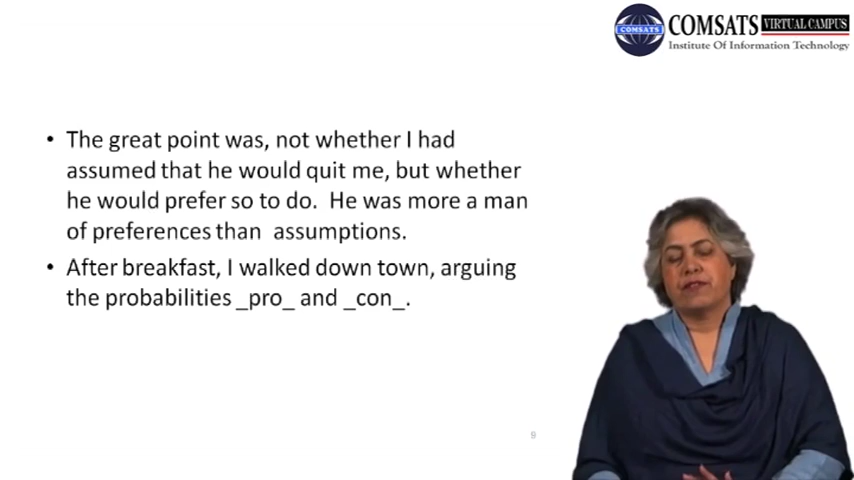 COMSATS
COMSATS VIRTUAL CAMPUS
Institute Of Information Technology
• The great point was, not whether I had
assumed that he would quit me, but whether
he would prefer so to do.  He was more a man
of preferences than  assumptions.
• After breakfast, I walked down town, arguing
the probabilities _pro_ and _con_.
9